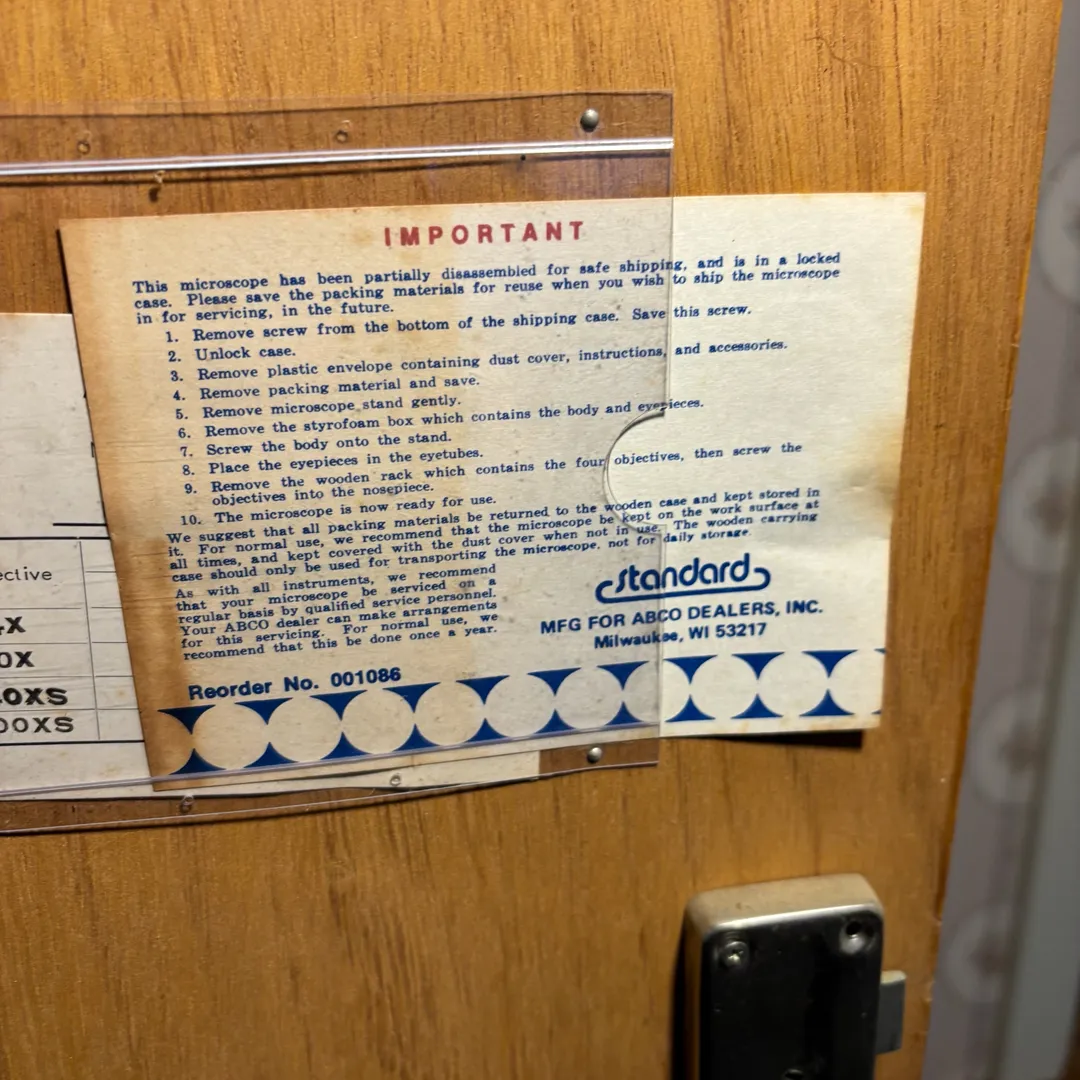 IMPORTANT
This microscope has been partially disassembled for safe shipping, and is in a locked
case. Please save the packing materials for reuse when you wish to ship the microscope
in for servicing, in the future.
1. Remove screw from the bottom of the shipping case. Save this screw.
2. Unlock case.
3. Remove plastic envelope containing dust cover, instructions, and accessories.
4. Remove packing material and save.
5. Remove microscope stand gently.
6. Remove the styrofoam box which contains the body and eyepieces.
7. Screw the body onto the stand.
8. Place the eyepieces in the eyetubes.
9. Remove the wooden rack which contains the four objectives, then screw the
objectives into the nosepiece.
10. The microscope is now ready for use.
We suggest that all packing materials be returned to the wooden case and kept stored in
it. For normal use, we recommend that the microscope be kept on the work surface at
all times, and kept covered with the dust cover when not in use. The wooden carrying
case should only be used for transporting the microscope, not for daily storage.
As with all instruments, we recommend
that your microscope be serviced on a
regular basis by qualified service personnel.
Your ABCO dealer can make arrangements
for this servicing. For normal use, we
recommend that this be done once a year.
standard
MFG FOR ABCO DEALERS, INC.
Milwaukee, WI 53217
Reorder No. 001086
ective
X
0X
0XS
00XS